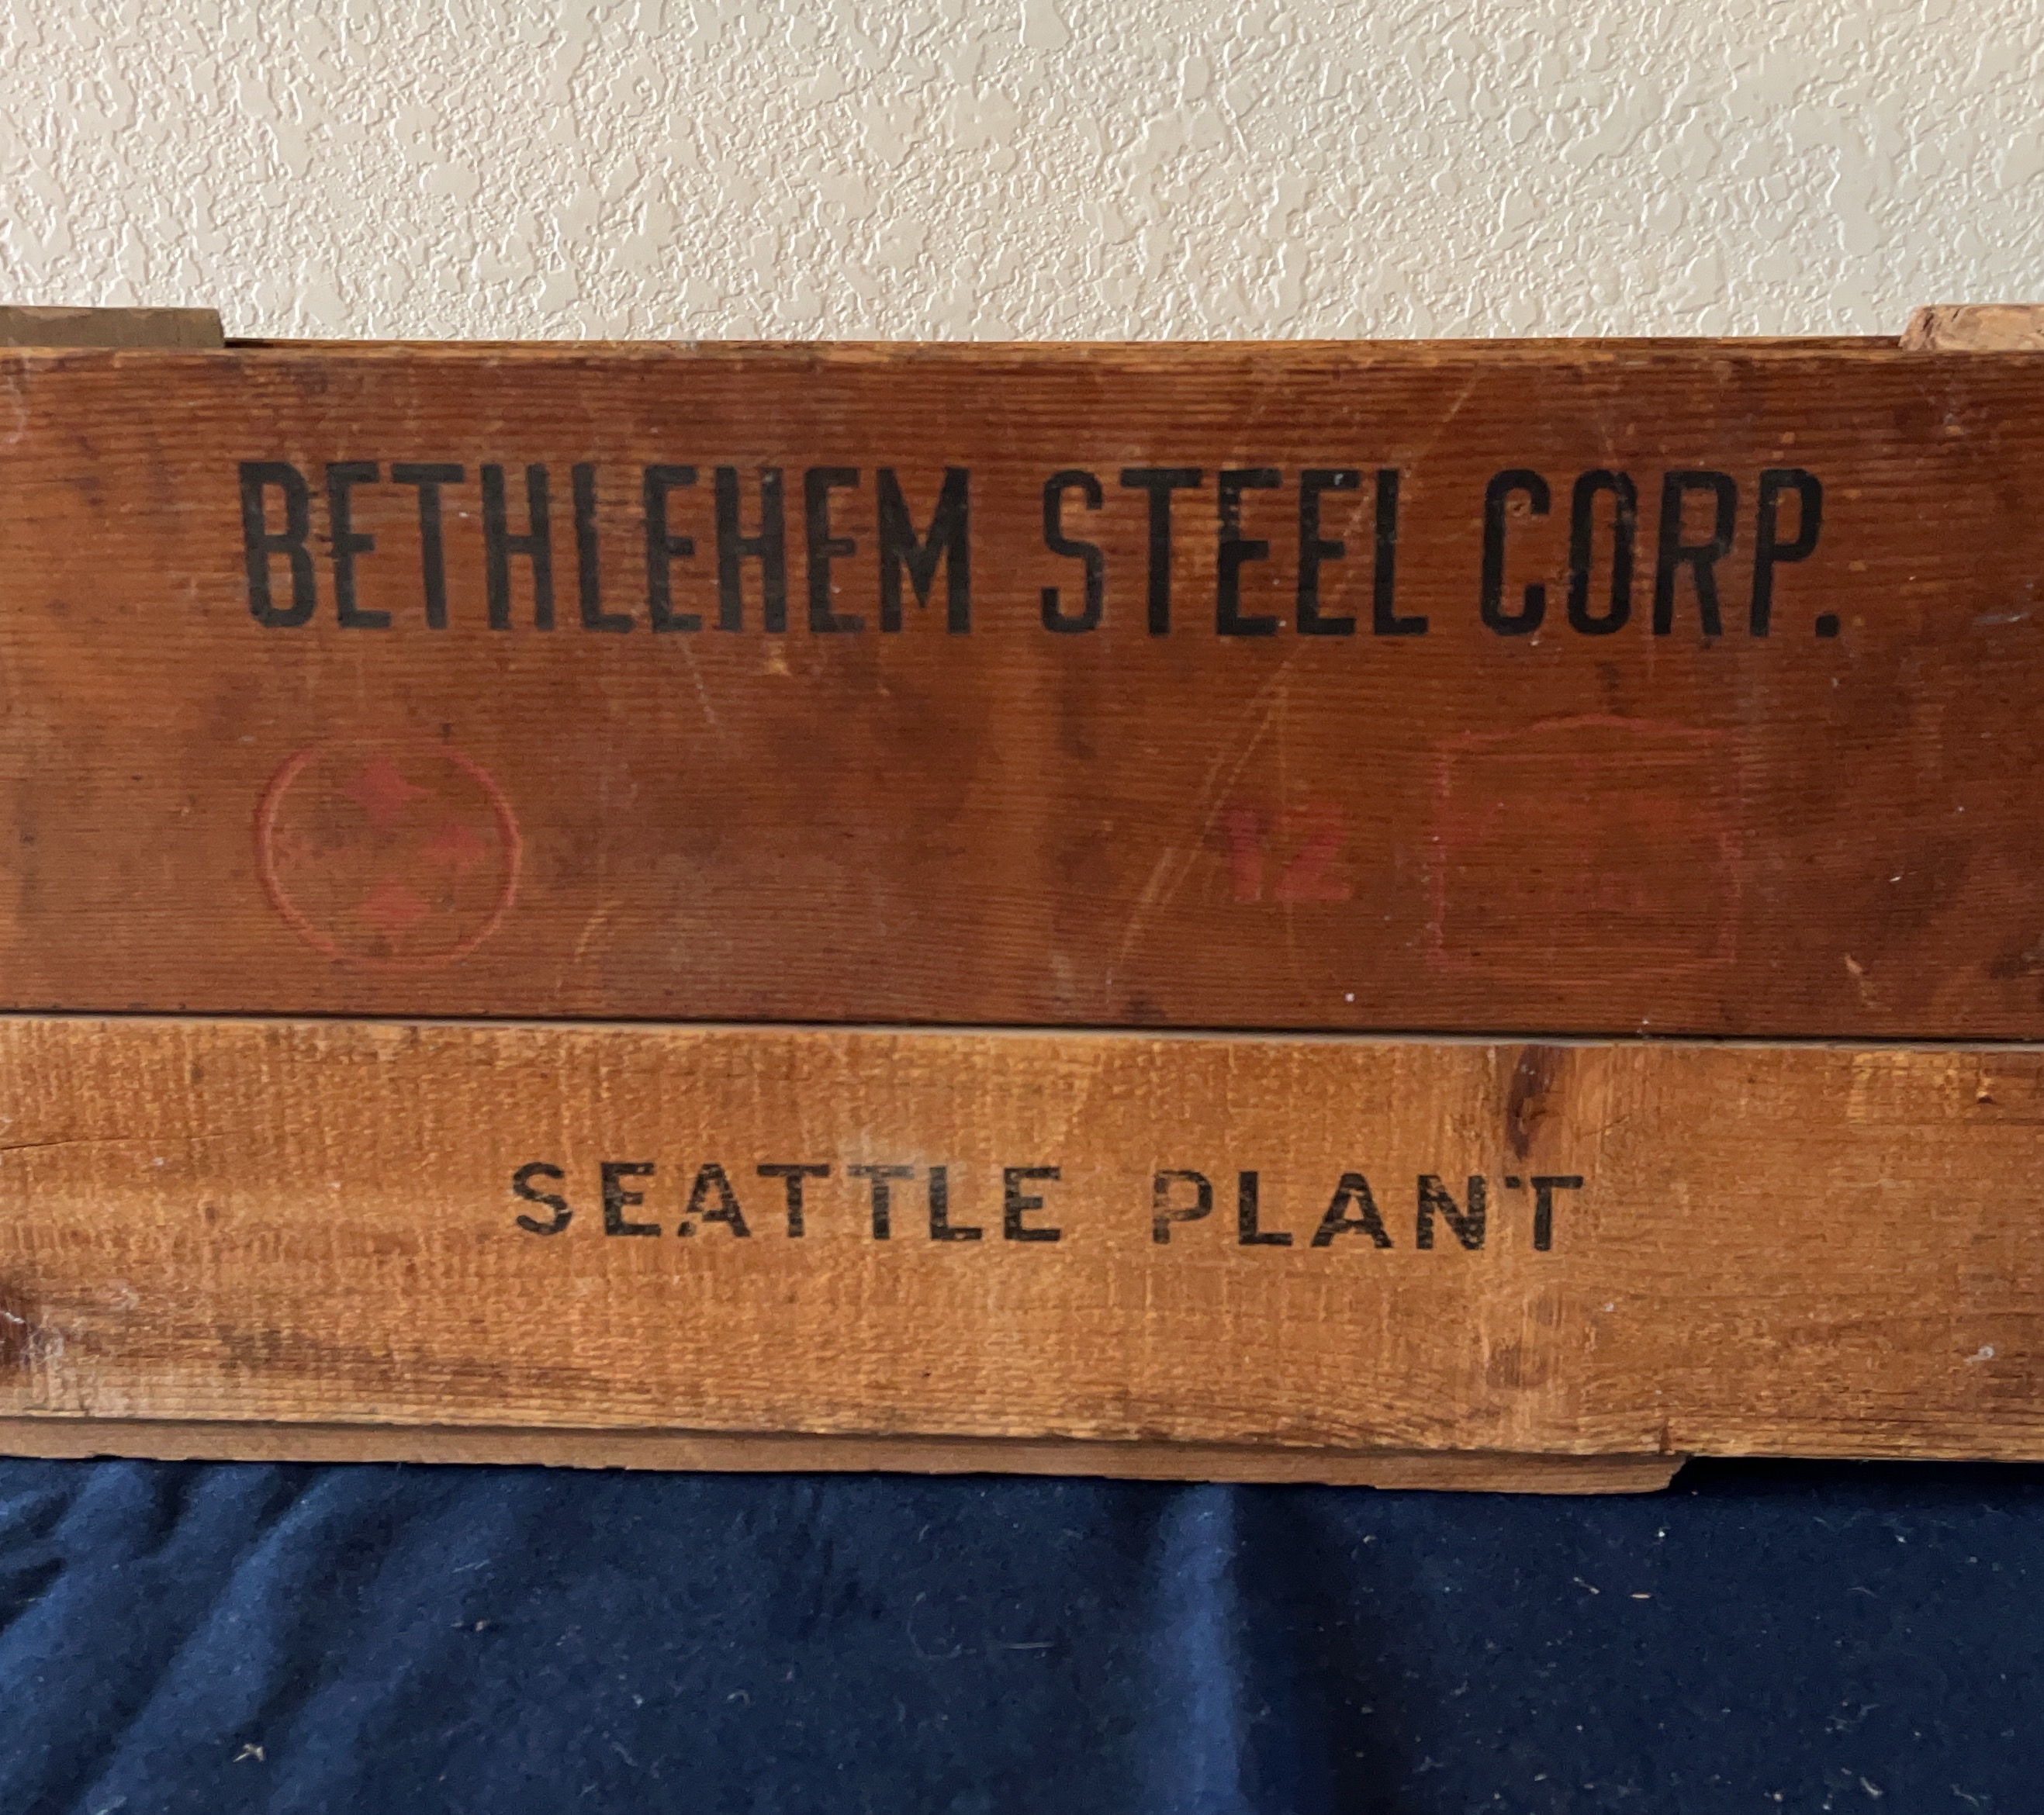 BETHLEHEM STEEL CORP.
12
SEATTLE PLANT